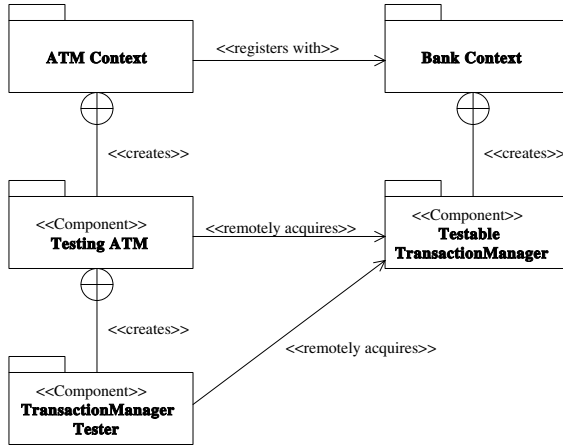 ATM Context
<<registers with>>
Bank Context
<<creates>>
<<creates>>
<<Component>>
Testing ATM
<<remotely acquires>>
<<Component>>
Testable
TransactionManager
<<creates>>
<<remotely acquires>>
<<Component>>
TransactionManager
Tester